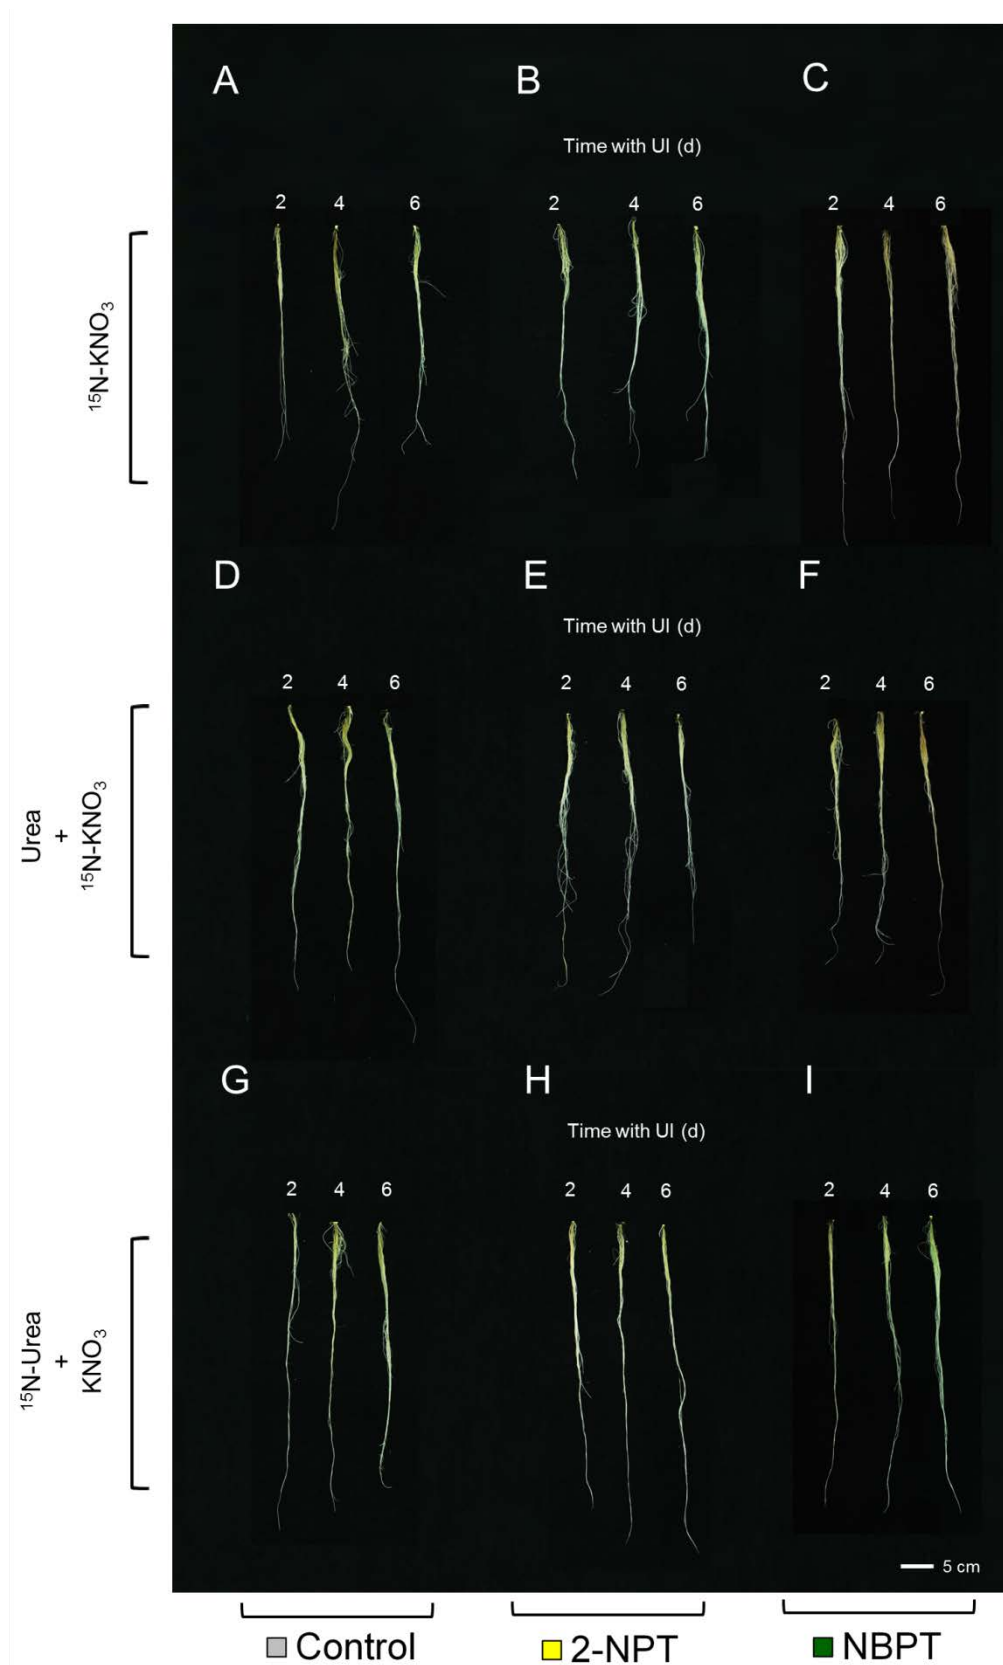 A B C
Time with UI (d)
2 4 6 2 4 6 2 4 6
¹⁵N-KNO₃
D E F
Time with UI (d)
2 4 6 2 4 6 2 4 6
Urea
+
¹⁵N-KNO₃
G H I
Time with UI (d)
2 4 6 2 4 6 2 4 6
¹⁵N-Urea
+
KNO₃
5 cm
Control 2-NPT NBPT